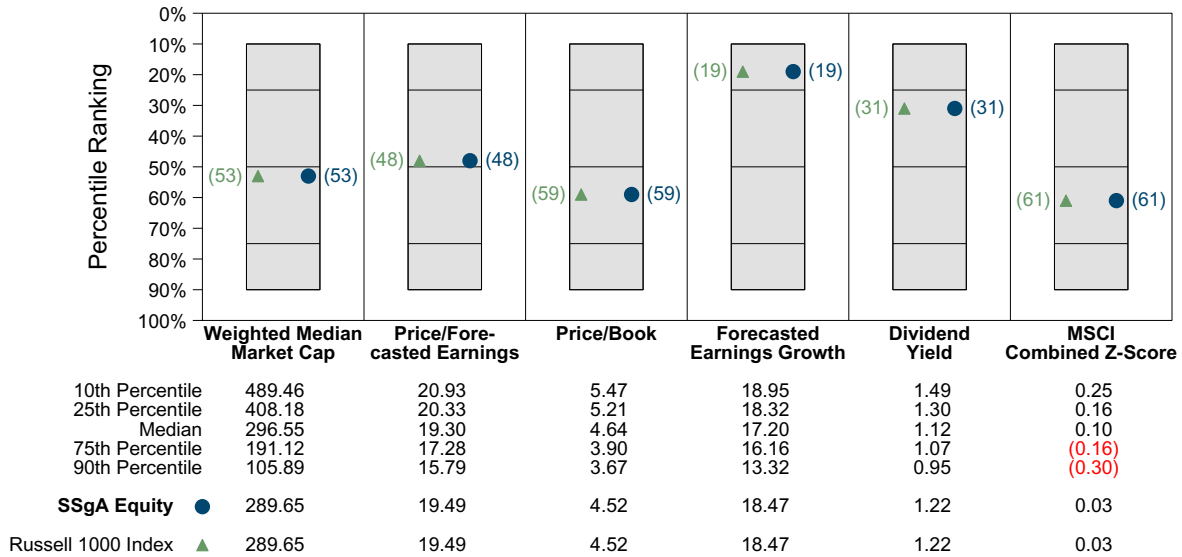 0%
10%
20%
30%
40%
50%
60%
70%
80%
90%
100%
Percentile Ranking
(53) (53)
(48) (48)
(59) (59)
(19) (19)
(31) (31)
(61) (61)
Weighted Median
Market Cap
Price/Fore-
casted Earnings
Price/Book
Forecasted
Earnings Growth
Dividend
Yield
MSCI
Combined Z-Score
10th Percentile 489.46 20.93 5.47 18.95 1.49 0.25
25th Percentile 408.18 20.33 5.21 18.32 1.30 0.16
Median 296.55 19.30 4.64 17.20 1.12 0.10
75th Percentile 191.12 17.28 3.90 16.16 1.07 (0.16)
90th Percentile 105.89 15.79 3.67 13.32 0.95 (0.30)
SSgA Equity 289.65 19.49 4.52 18.47 1.22 0.03
Russell 1000 Index 289.65 19.49 4.52 18.47 1.22 0.03